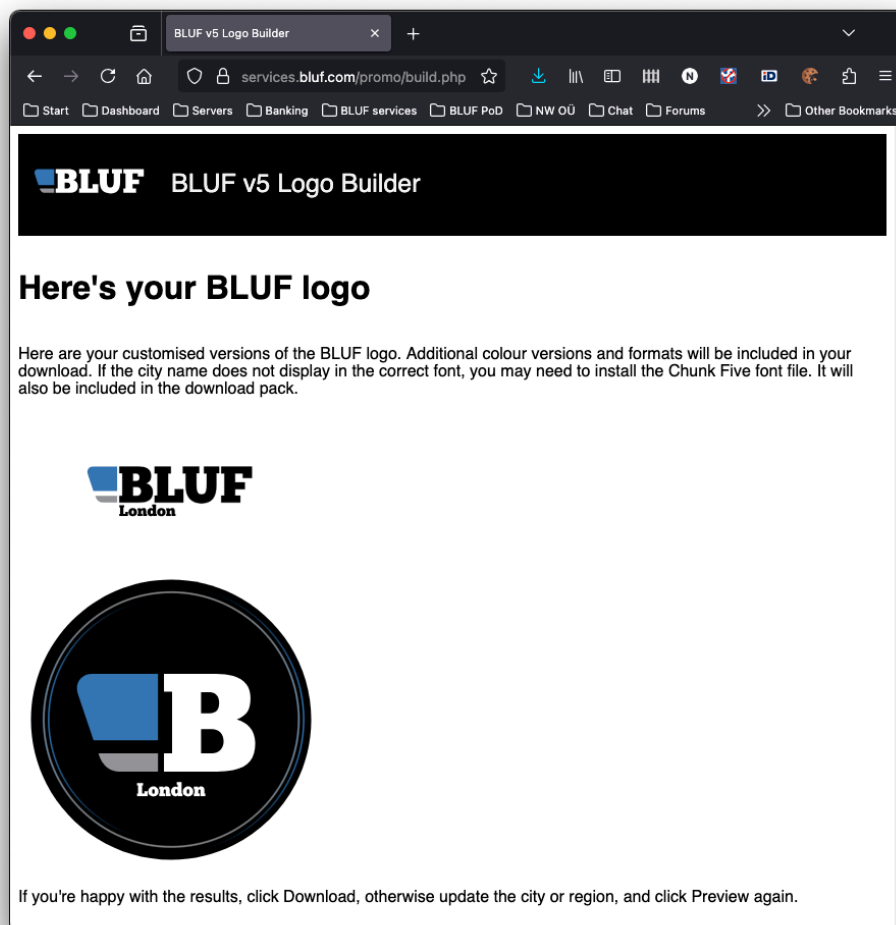 BLUF v5 Logo Builder
services.bluf.com/promo/build.php
Start Dashboard Servers Banking BLUF services BLUF PoD NW OÜ Chat Forums Other Bookmarks
BLUF BLUF v5 Logo Builder
Here's your BLUF logo
Here are your customised versions of the BLUF logo. Additional colour versions and formats will be included in your
download. If the city name does not display in the correct font, you may need to install the Chunk Five font file. It will
also be included in the download pack.
BLUF
London
B
London
If you're happy with the results, click Download, otherwise update the city or region, and click Preview again.